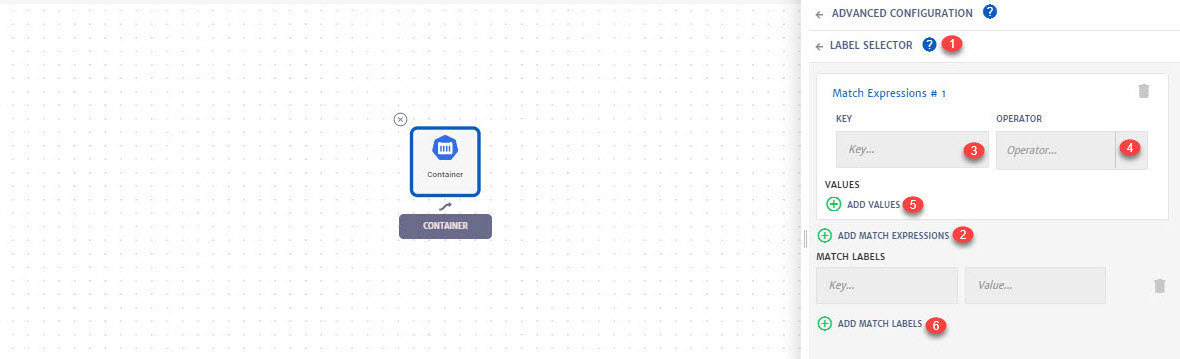 ADVANCED CONFIGURATION ?
LABEL SELECTOR ? 1
Match Expressions # 1
KEY OPERATOR
Key... 3 Operator... 4
VALUES
ADD VALUES 5
ADD MATCH EXPRESSIONS 2
MATCH LABELS
Key... Value...
ADD MATCH LABELS 6
Container
CONTAINER